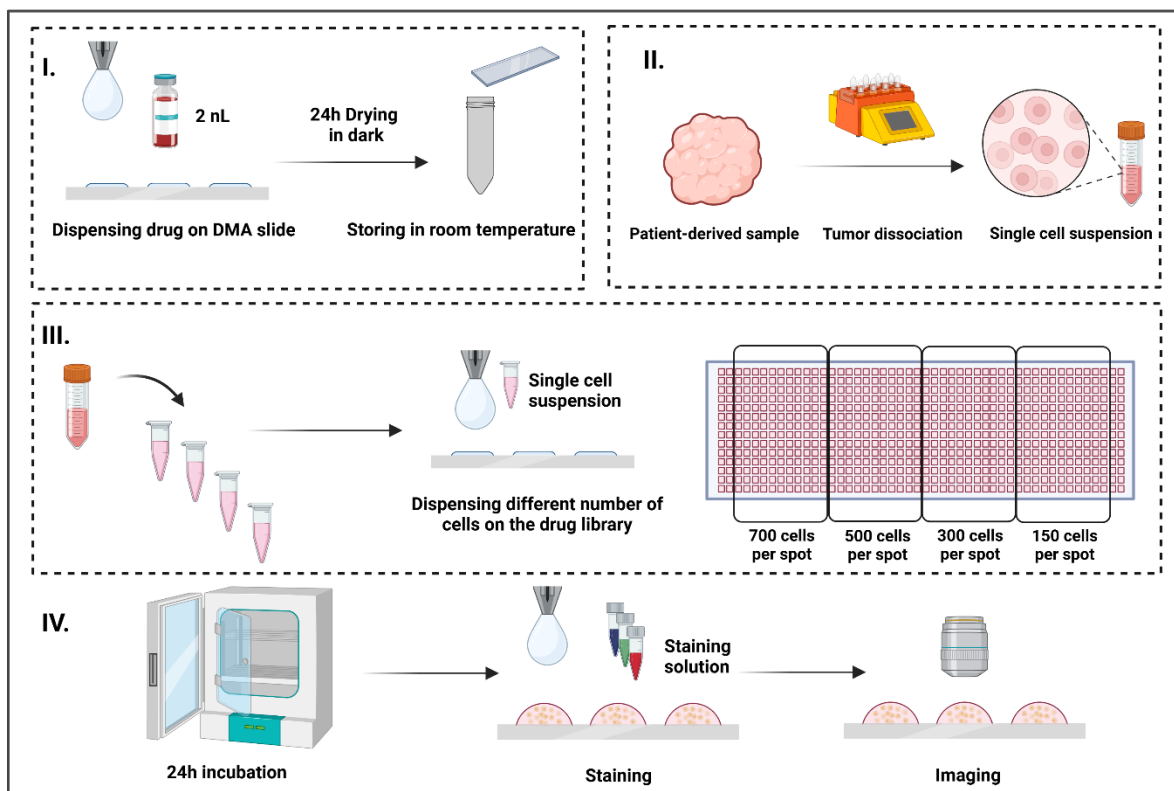 I.
2 nL
24h Drying
in dark
Dispensing drug on DMA slide
Storing in room temperature
II.
Patient-derived sample
Tumor dissociation
Single cell suspension
III.
Single cell
suspension
Dispensing different number of
cells on the drug library
700 cells
per spot
500 cells
per spot
300 cells
per spot
150 cells
per spot
IV.
24h incubation
Staining
solution
Staining
Imaging